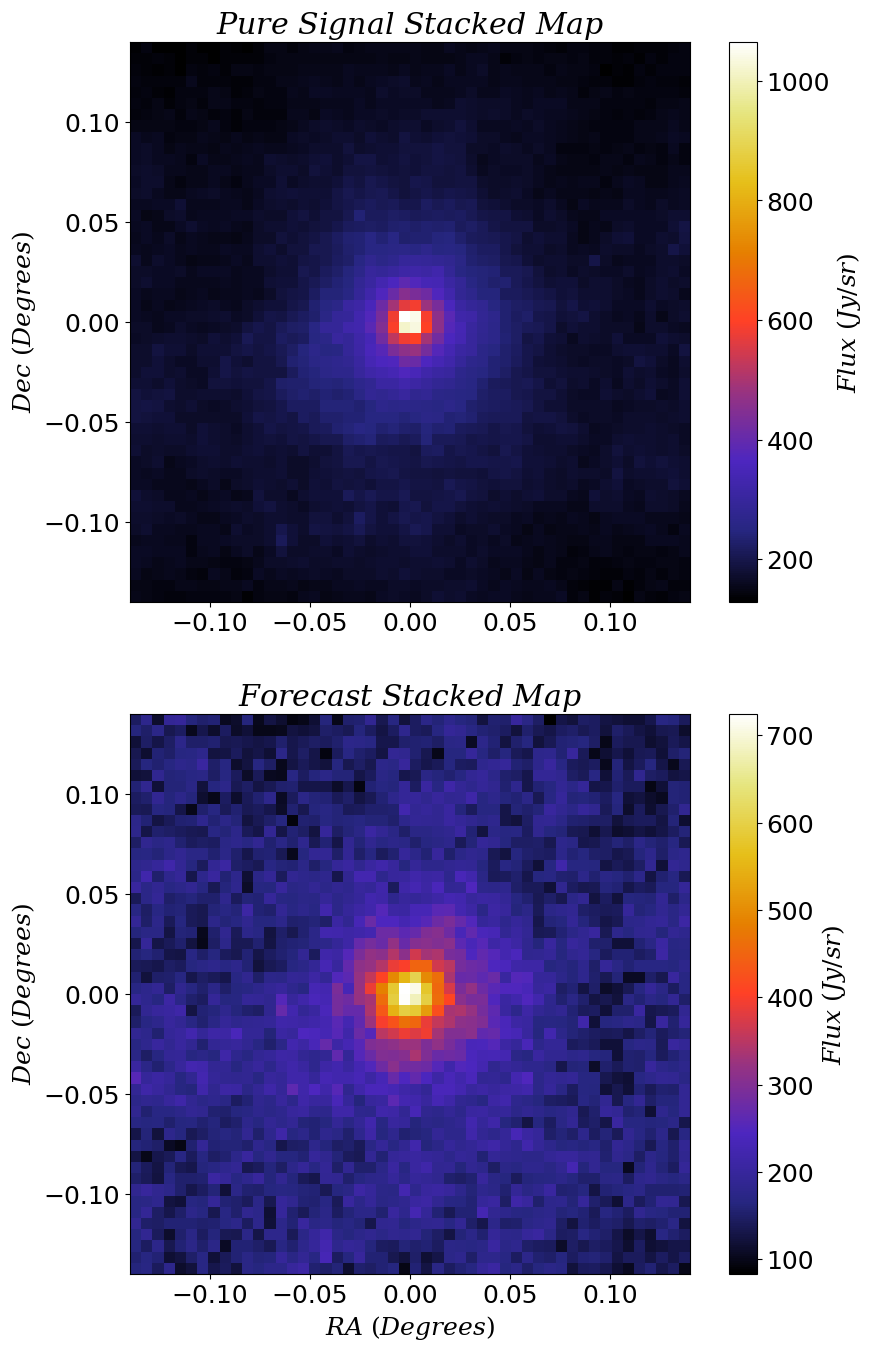 Pure Signal Stacked Map
0.10
0.05
0.00
−0.05
−0.10
Dec (Degrees)
−0.10 −0.05 0.00 0.05 0.10
1000
800
600
400
200
Flux (Jy/sr)
Forecast Stacked Map
0.10
0.05
0.00
−0.05
−0.10
Dec (Degrees)
−0.10 −0.05 0.00 0.05 0.10
RA (Degrees)
700
600
500
400
300
200
100
Flux (Jy/sr)